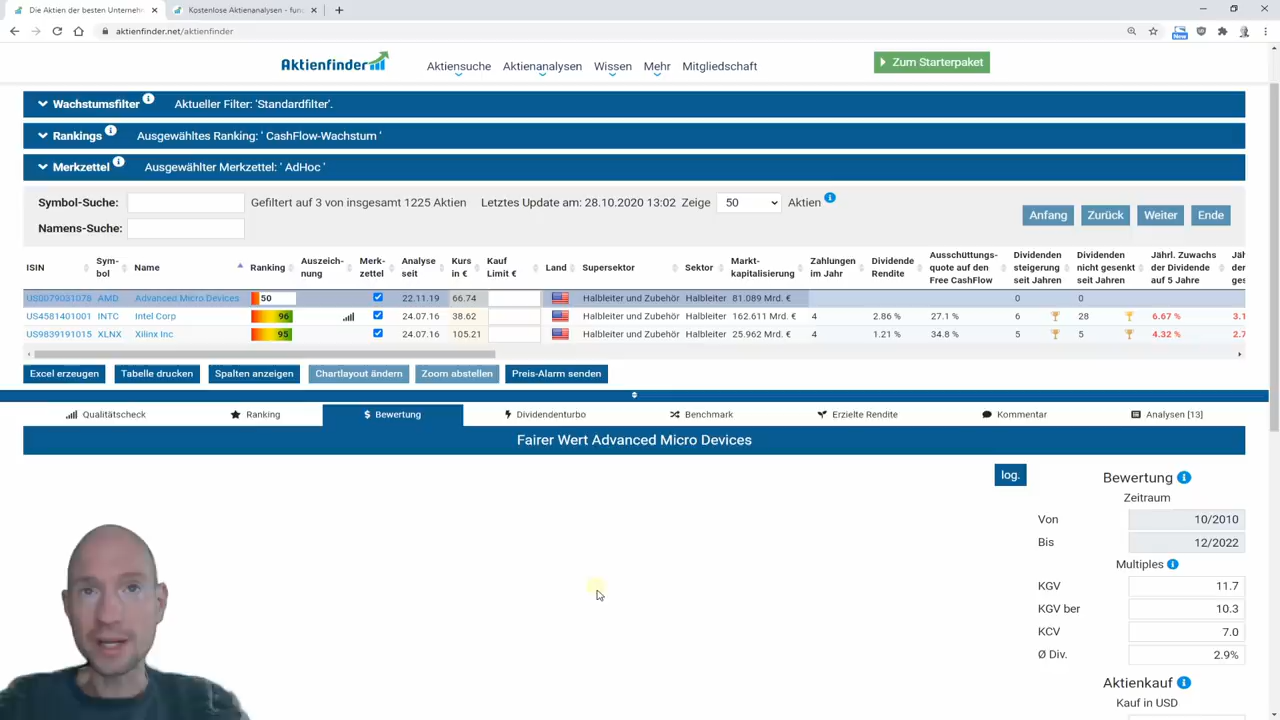 Die Aktien der besten Unternehm
Kostenlose Aktienanalysen - fun
aktienfinder.net/aktienfinder
New
Aktienfinder
Aktiensuche Aktienanalysen Wissen Mehr Mitgliedschaft
Zum Starterpaket
Wachstumsfilter Aktueller Filter: 'Standardfilter'.
Rankings Ausgewähltes Ranking: ' CashFlow-Wachstum '
Merkzettel Ausgewählter Merkzettel: ' AdHoc '
Symbol-Suche: Gefiltert auf 3 von insgesamt 1225 Aktien Letztes Update am: 28.10.2020 13:02 Zeige 50 Aktien
Namens-Suche:
Anfang Zurück Weiter Ende
ISIN Sym-bol Name Ranking Auszeich-nung Merk-zettel Analyse seit Kurs in € Kauf Limit € Land Supersektor Sektor Markt-kapitalisierung Zahlungen im Jahr Dividende Rendite Ausschüttungs-quote auf den Free CashFlow Dividenden steigerung seit Jahren Dividenden nicht gesenkt seit Jahren Jährl. Zuwachs der Dividende auf 5 Jahre Jähr der ges
US0079031078 AMD Advanced Micro Devices 50 22.11.19 66.74 Halbleiter und Zubehör Halbleiter 81.089 Mrd. € 0 0
US4581401001 INTC Intel Corp 96 24.07.16 38.62 Halbleiter und Zubehör Halbleiter 162.611 Mrd. € 4 2.86 % 27.1 % 6 28 6.67 % 3.1
US9839191015 XLNX Xilinx Inc 95 24.07.16 105.21 Halbleiter und Zubehör Halbleiter 25.962 Mrd. € 4 1.21 % 34.8 % 5 5 4.32 % 2.7
Excel erzeugen Tabelle drucken Spalten anzeigen Chartlayout ändern Zoom abstellen Preis-Alarm senden
Qualitätscheck Ranking Bewertung Dividendenturbo Benchmark Erzielte Rendite Kommentar Analysen [13]
Fairer Wert Advanced Micro Devices
log.
Bewertung
Zeitraum
Von 10/2010
Bis 12/2022
Multiples
KGV 11.7
KGV ber 10.3
KCV 7.0
Ø Div. 2.9%
Aktienkauf
Kauf in USD